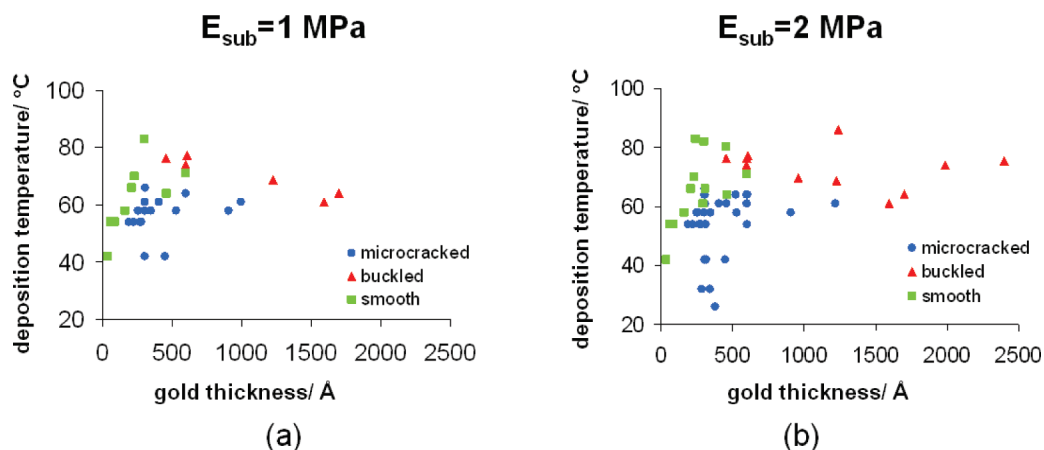 E_sub=1 MPa
deposition temperature/ °C
100
80
60
40
20
0 500 1000 1500 2000 2500
microcracked
buckled
smooth
gold thickness/ Å
(a)
E_sub=2 MPa
deposition temperature/ °C
100
80
60
40
20
0 500 1000 1500 2000 2500
microcracked
buckled
smooth
gold thickness/ Å
(b)